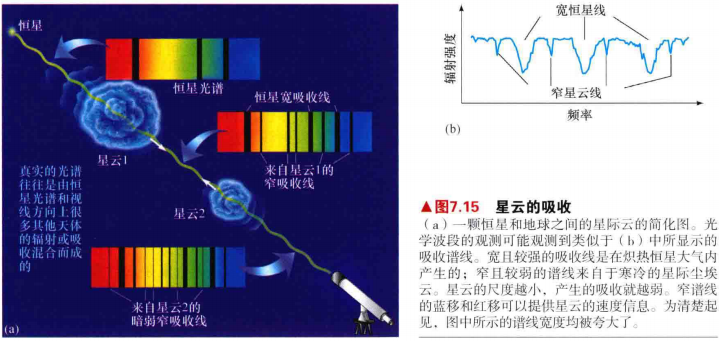 恒星
恒星光谱
恒星宽吸收线
星云1
来自星云1的
窄吸收线
真实的光谱
往往是由恒
星光谱和视
线方向上很
多其他天体
的辐射或吸
收混合而成
的
星云2
来自星云2的
暗弱窄吸收线
(a)
宽恒星线
辐射强度
窄星云线
频率
(b)
▲图7.15 星云的吸收
（a）一颗恒星和地球之间的星际云的简化图。光
学波段的观测可能观测到类似于（b）中所显示的
吸收谱线。宽且较强的吸收线是在炽热恒星大气内
产生的；窄且较弱的谱线来自于寒冷的星际尘埃
云。星云的尺度越小，产生的吸收就越弱。窄谱线
的蓝移和红移可以提供星云的速度信息。为清楚起
见，图中所示的谱线宽度均被夸大了。